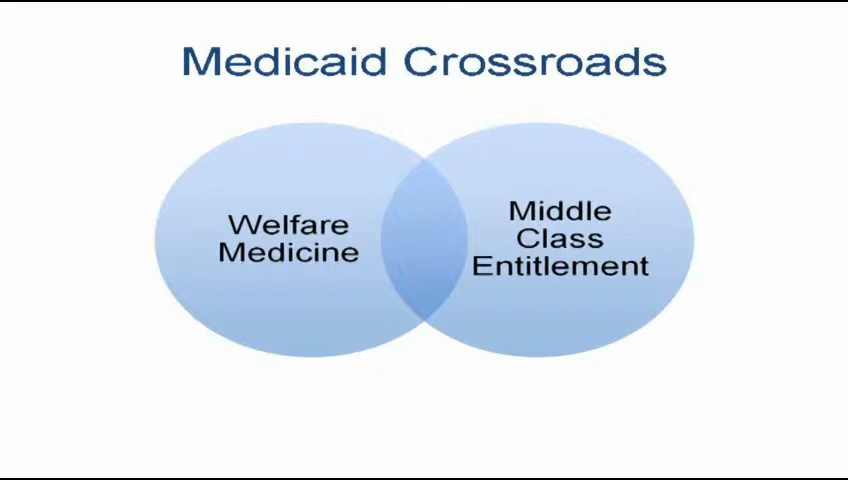 Medicaid Crossroads
Welfare
Medicine
Middle
Class
Entitlement